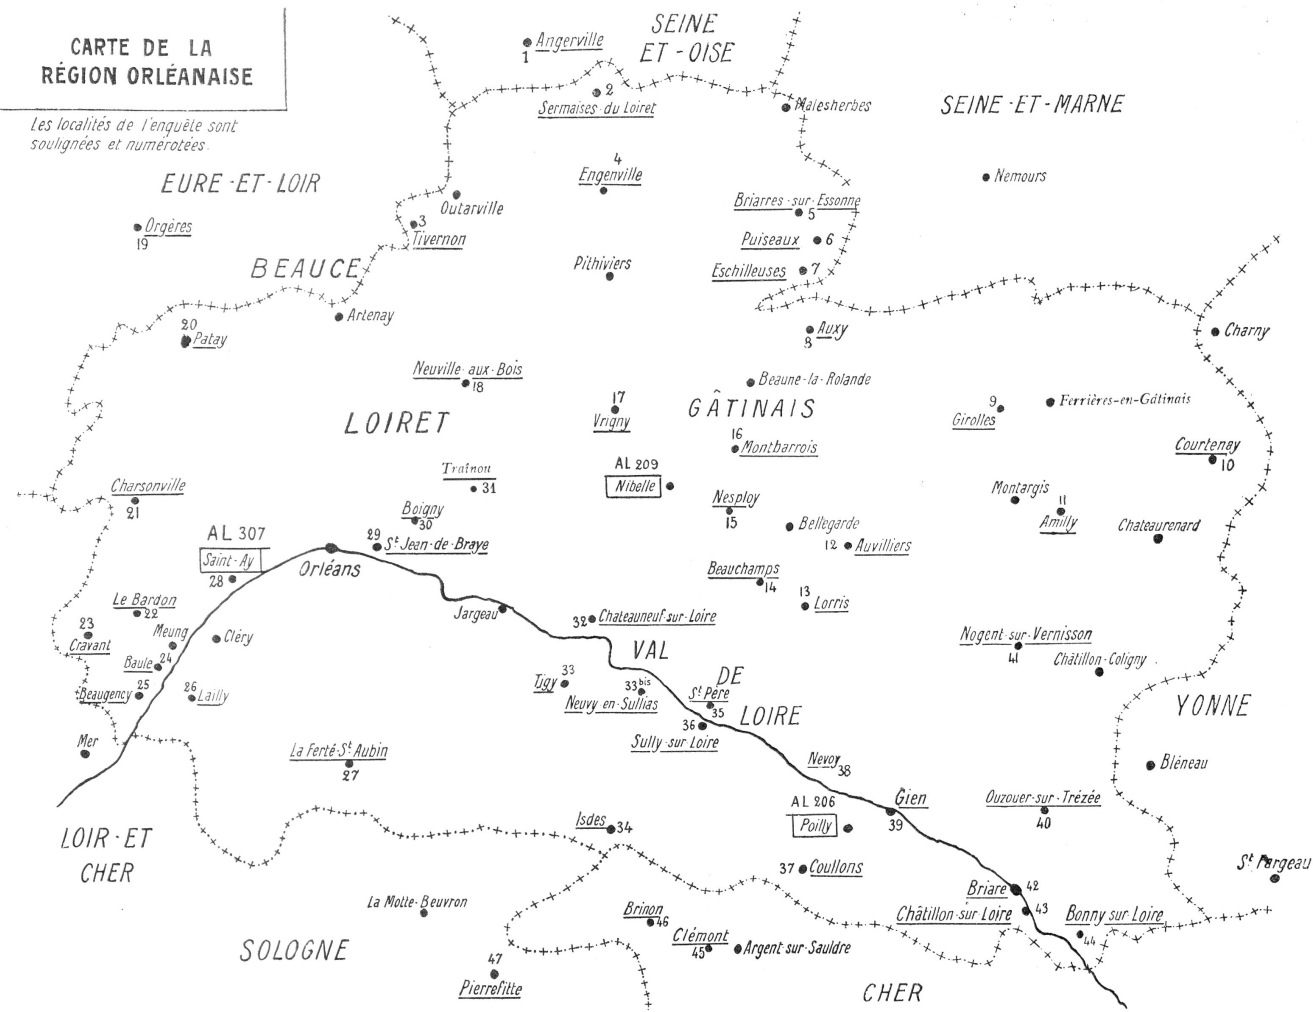 CARTE DE LA
RÉGION ORLÉANAISE
Les localités de l'enquête sont
soulignées et numérotées.
SEINE
ET-OISE
Angerville
1
2
Sermaises-du Loiret
Malesherbes
SEINE-ET-MARNE
EURE-ET-LOIR
4
Engenville
Nemours
Outarville
Briarres-sur-Essonne
5
Orgères
19
3
Tivernon
Puiseaux 6
BEAUCE
Pithiviers
Eschilleuses 7
Artenay
20
Patay
Auxy
8
Charny
Neuville-aux-Bois
18
Beaune-la-Rolande
17
Vrigny
GÂTINAIS
9
Girolles
Ferrières-en-Gâtinais
LOIRET
16
Montbarrois
Courtenay
10
AL 209
Nibelle
Traînou
31
Charsonville
21
Nesploy
15
Montargis
11
Amilly
Boigny
30
Bellegarde
Chateaurenard
AL 307
Saint-Ay
28
29
St Jean-de-Braye
12 Auvilliers
Orléans
Beauchamps
14
Le Bardon
22
Jargeau
13
Lorris
32 Chateauneuf-sur-Loire
23
Cravant
Meung
Cléry
Nogent-sur-Vernisson
41
VAL
Baule 24
Châtillon-Coligny
Beaugency 25
26 Lailly
Tigy 33
33 bis
Neuvy-en-Sullias
DE
St Père
35
YONNE
LOIRE
36
Sully-sur-Loire
Mer
La Ferté-St Aubin
27
Nevoy 38
Bléneau
AL 206
Poilly
Gien
39
Ouzouer-sur-Trézée
40
Isdes 34
LOIR-ET
CHER
37 Coullons
St Fargeau
Briare 42
La Motte-Beuvron
Brinon
46
Châtillon-sur Loire 43
Bonny sur-Loire
44
SOLOGNE
Clémont
45
Argent-sur-Sauldre
47
Pierrefitte
CHER